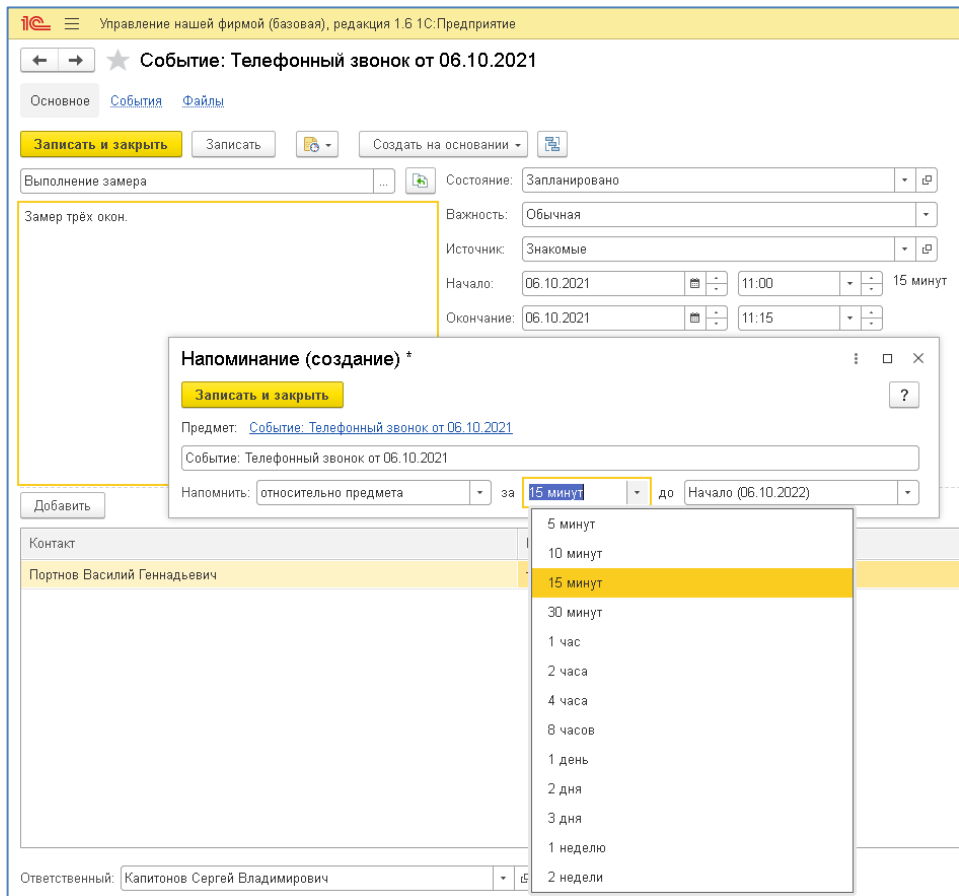 1С Управление нашей фирмой (базовая), редакция 1.6 1С:Предприятие
Событие: Телефонный звонок от 06.10.2021
Основное События Файлы
Записать и закрыть Записать Создать на основании
Выполнение замера ... Состояние: Запланировано
Замер трёх окон. Важность: Обычная
Источник: Знакомые
Начало: 06.10.2021 11:00 15 минут
Окончание: 06.10.2021 11:15
Напоминание (создание) *
Записать и закрыть ?
Предмет: Событие: Телефонный звонок от 06.10.2021
Событие: Телефонный звонок от 06.10.2021
Напомнить: относительно предмета за 15 минут до Начало (06.10.2022)
Добавить
5 минут
Контакт
10 минут
Портнов Василий Геннадьевич
15 минут
30 минут
1 час
2 часа
4 часа
8 часов
1 день
2 дня
3 дня
1 неделю
2 недели
Ответственный: Капитонов Сергей Владимирович